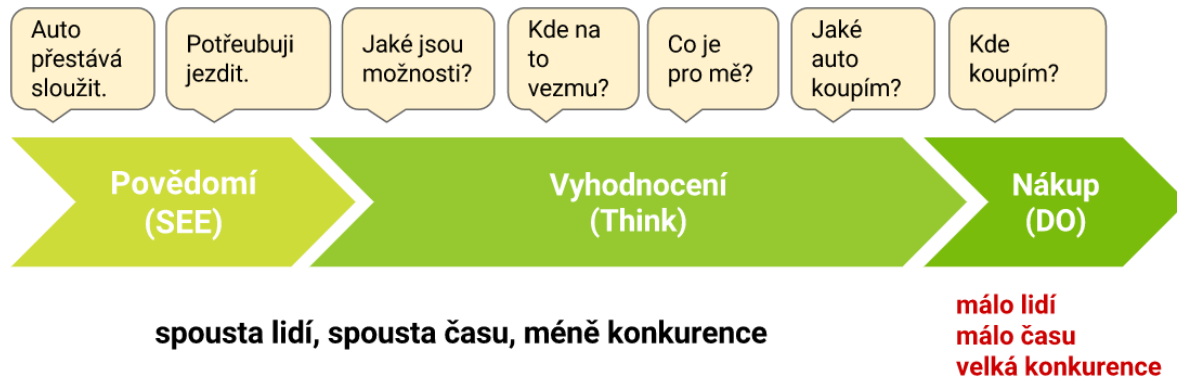 Auto
přestává
sloužit.
Potřeubuji
jezdit.
Jaké jsou
možnosti?
Kde na
to
vezmu?
Co je
pro mě?
Jaké
auto
koupím?
Kde
koupím?
Povědomí
(SEE)
Vyhodnocení
(Think)
Nákup
(DO)
spousta lidí, spousta času, méně konkurence
málo lidí
málo času
velká konkurence